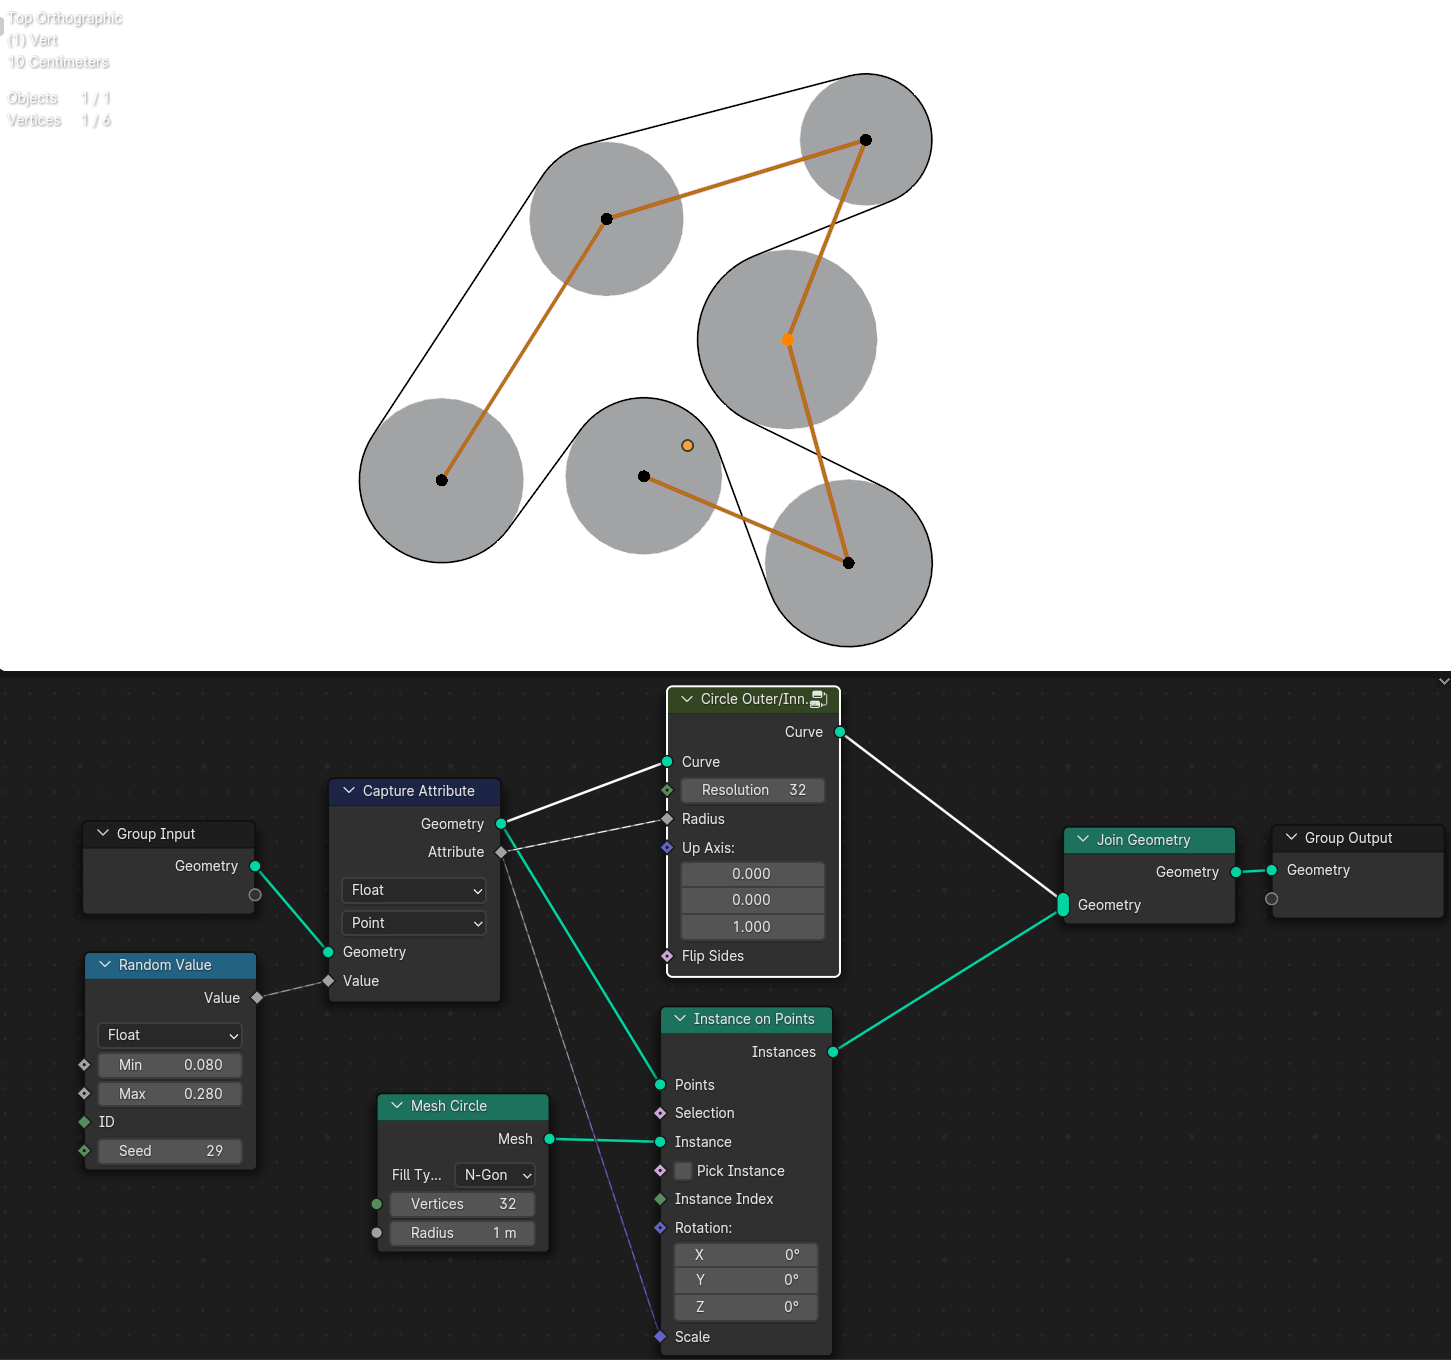 Top Orthographic
(1) Vert
10 Centimeters
Objects 1 / 1
Vertices 1 / 6
Circle Outer/Inn...
Curve
Curve
Resolution 32
Radius
Up Axis:
0.000
0.000
1.000
Flip Sides
Capture Attribute
Geometry
Attribute
Float
Point
Geometry
Value
Group Input
Geometry
Random Value
Value
Float
Min 0.080
Max 0.280
ID
Seed 29
Mesh Circle
Mesh
Fill Ty... N-Gon
Vertices 32
Radius 1 m
Instance on Points
Instances
Points
Selection
Instance
Pick Instance
Instance Index
Rotation:
X 0°
Y 0°
Z 0°
Scale
Join Geometry
Geometry
Geometry
Group Output
Geometry